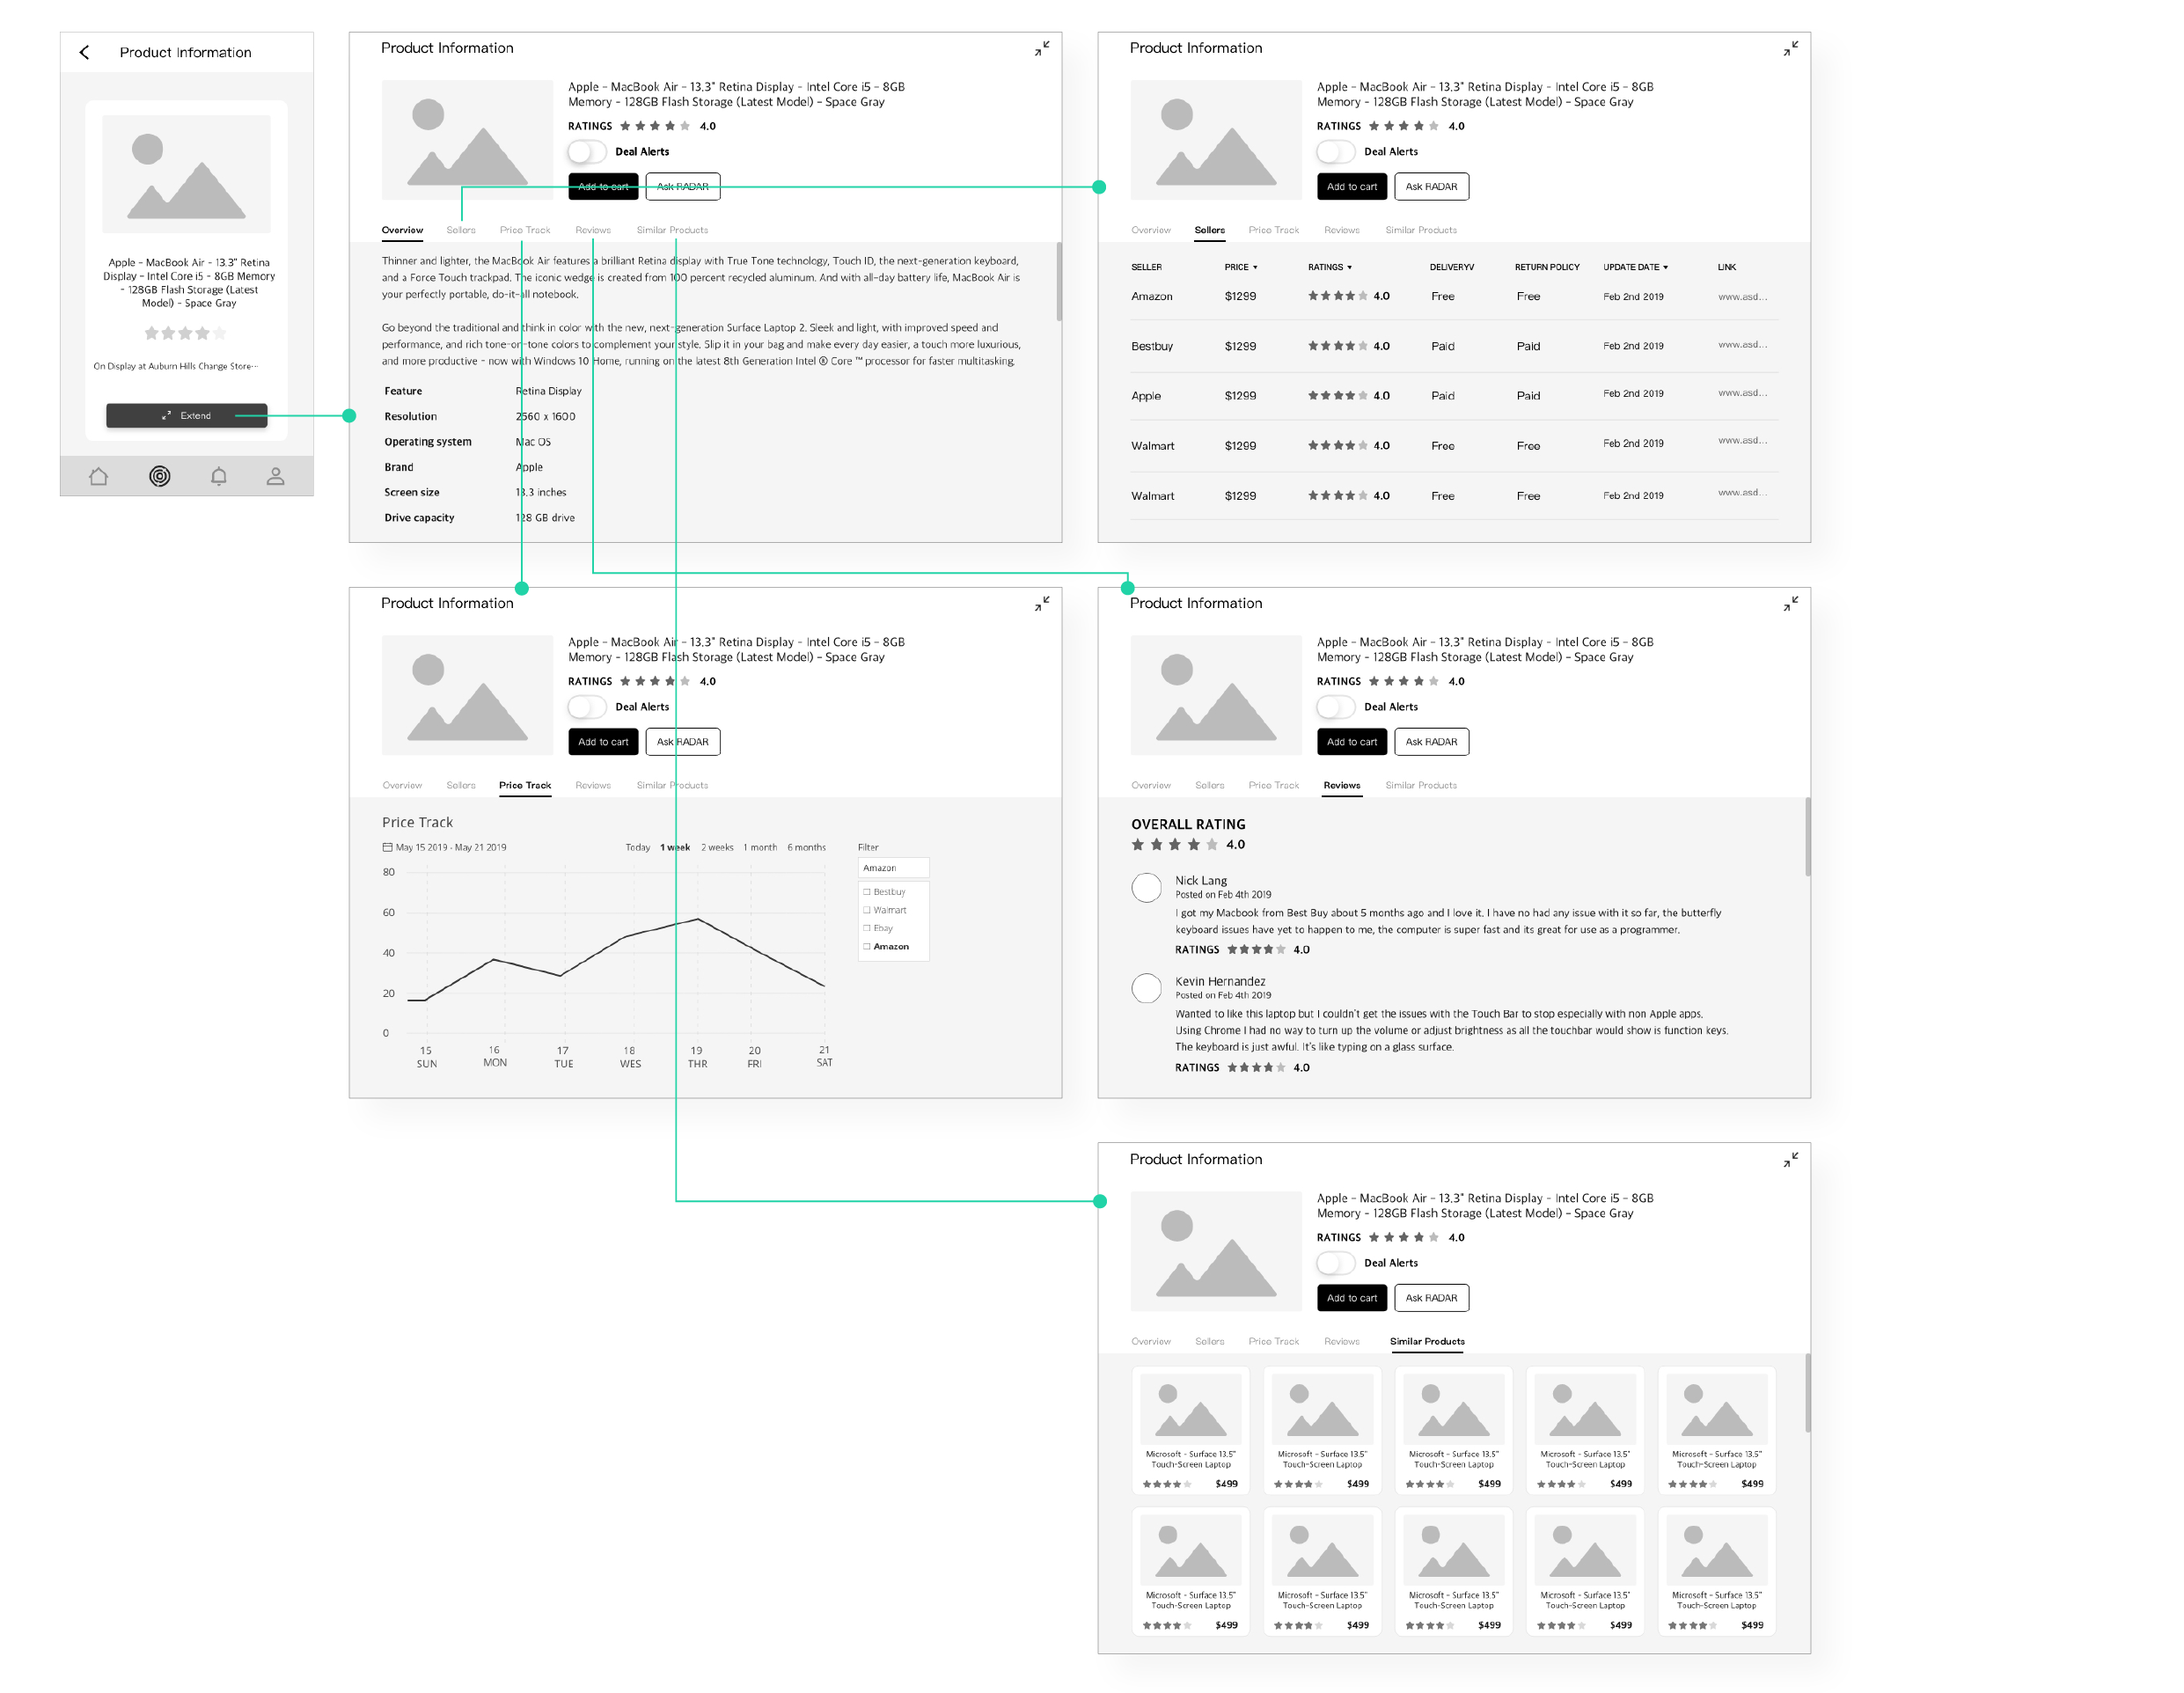 Product Information
Apple - MacBook Air - 13.3" Retina
Display - Intel Core i5 - 8GB Memory
- 128GB Flash Storage (Latest
Model) - Space Gray
On Display at Auburn Hills Change Store···
Extend
Product Information
Apple - MacBook Air - 13.3" Retina Display - Intel Core i5 - 8GB
Memory - 128GB Flash Storage (Latest Model) - Space Gray
RATINGS 4.0
Deal Alerts
Add to cart Ask RADAR
Overview Sellers Price Track Reviews Similar Products
Thinner and lighter, the MacBook Air features a brilliant Retina display with True Tone technology, Touch ID, the next-generation keyboard,
and a Force Touch trackpad. The iconic wedge is created from 100 percent recycled aluminum. And with all-day battery life, MacBook Air is
your perfectly portable, do-it-all notebook.
Go beyond the traditional and think in color with the new, next-generation Surface Laptop 2. Sleek and light, with improved speed and
performance, and rich tone-on-tone colors to complement your style. Slip it in your bag and make every day easier, a touch more luxurious,
and more productive - now with Windows 10 Home, running on the latest 8th Generation Intel ® Core ™ processor for faster multitasking.
Feature Retina Display
Resolution 2560 x 1600
Operating system Mac OS
Brand Apple
Screen size 13.3 inches
Drive capacity 128 GB drive
Product Information
Apple - MacBook Air - 13.3" Retina Display - Intel Core i5 - 8GB
Memory - 128GB Flash Storage (Latest Model) - Space Gray
RATINGS 4.0
Deal Alerts
Add to cart Ask RADAR
Overview Sellers Price Track Reviews Similar Products
SELLER PRICE RATINGS DELIVERYV RETURN POLICY UPDATE DATE LINK
Amazon $1299 4.0 Free Free Feb 2nd 2019 www.asd...
Bestbuy $1299 4.0 Paid Paid Feb 2nd 2019 www.asd...
Apple $1299 4.0 Paid Paid Feb 2nd 2019 www.asd...
Walmart $1299 4.0 Free Free Feb 2nd 2019 www.asd...
Walmart $1299 4.0 Free Free Feb 2nd 2019 www.asd...
Product Information
Apple - MacBook Air - 13.3" Retina Display - Intel Core i5 - 8GB
Memory - 128GB Flash Storage (Latest Model) - Space Gray
RATINGS 4.0
Deal Alerts
Add to cart Ask RADAR
Overview Sellers Price Track Reviews Similar Products
Price Track
May 15 2019 - May 21 2019 Today 1 week 2 weeks 1 month 6 months Filter
Amazon
Bestbuy
Walmart
Ebay
Amazon
80
60
40
20
0
15 16 17 18 19 20 21
SUN MON TUE WES THR FRI SAT
Product Information
Apple - MacBook Air - 13.3" Retina Display - Intel Core i5 - 8GB
Memory - 128GB Flash Storage (Latest Model) - Space Gray
RATINGS 4.0
Deal Alerts
Add to cart Ask RADAR
Overview Sellers Price Track Reviews Similar Products
OVERALL RATING
4.0
Nick Lang
Posted on Feb 4th 2019
I got my Macbook from Best Buy about 5 months ago and I love it. I have no had any issue with it so far, the butterfly
keyboard issues have yet to happen to me, the computer is super fast and its great for use as a programmer.
RATINGS 4.0
Kevin Hernandez
Posted on Feb 4th 2019
Wanted to like this laptop but I couldn't get the issues with the Touch Bar to stop especially with non Apple apps.
Using Chrome I had no way to turn up the volume or adjust brightness as all the touchbar would show is function keys.
The keyboard is just awful. It's like typing on a glass surface.
RATINGS 4.0
Product Information
Apple - MacBook Air - 13.3" Retina Display - Intel Core i5 - 8GB
Memory - 128GB Flash Storage (Latest Model) - Space Gray
RATINGS 4.0
Deal Alerts
Add to cart Ask RADAR
Overview Sellers Price Track Reviews Similar Products
Microsoft - Surface 13.5" Microsoft - Surface 13.5" Microsoft - Surface 13.5" Microsoft - Surface 13.5" Microsoft - Surface 13.5"
Touch-Screen Laptop Touch-Screen Laptop Touch-Screen Laptop Touch-Screen Laptop Touch-Screen Laptop
$499 $499 $499 $499 $499
Microsoft - Surface 13.5" Microsoft - Surface 13.5" Microsoft - Surface 13.5" Microsoft - Surface 13.5" Microsoft - Surface 13.5"
Touch-Screen Laptop Touch-Screen Laptop Touch-Screen Laptop Touch-Screen Laptop Touch-Screen Laptop
$499 $499 $499 $499 $499